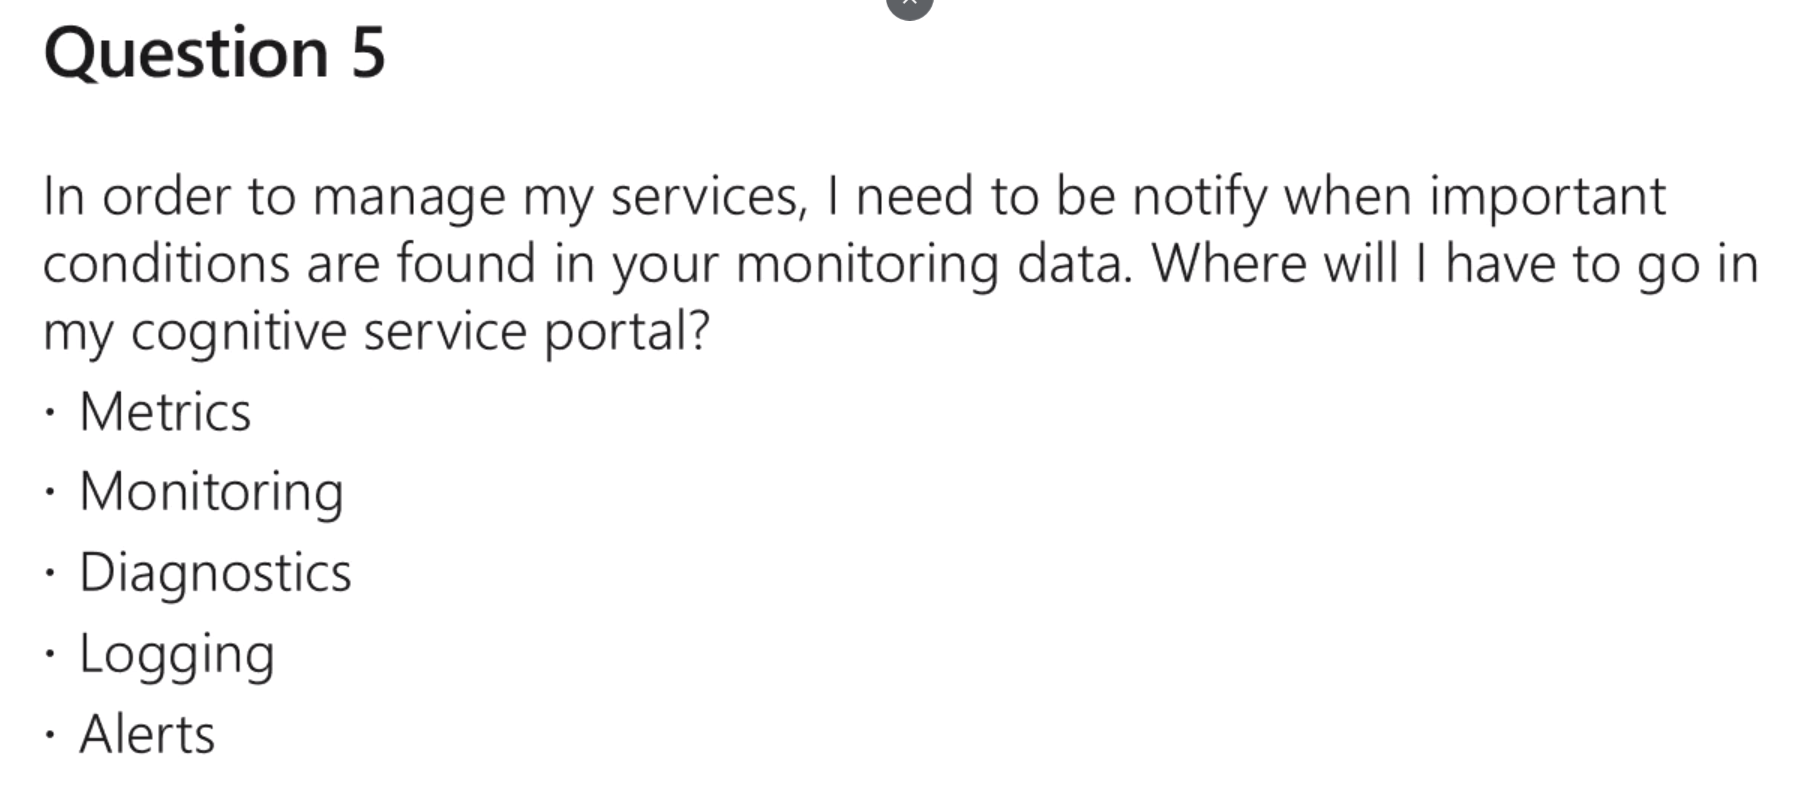 Question 5
In order to manage my services, I need to be notify when important
conditions are found in your monitoring data. Where will I have to go in
my cognitive service portal?
· Metrics
· Monitoring
· Diagnostics
· Logging
· Alerts